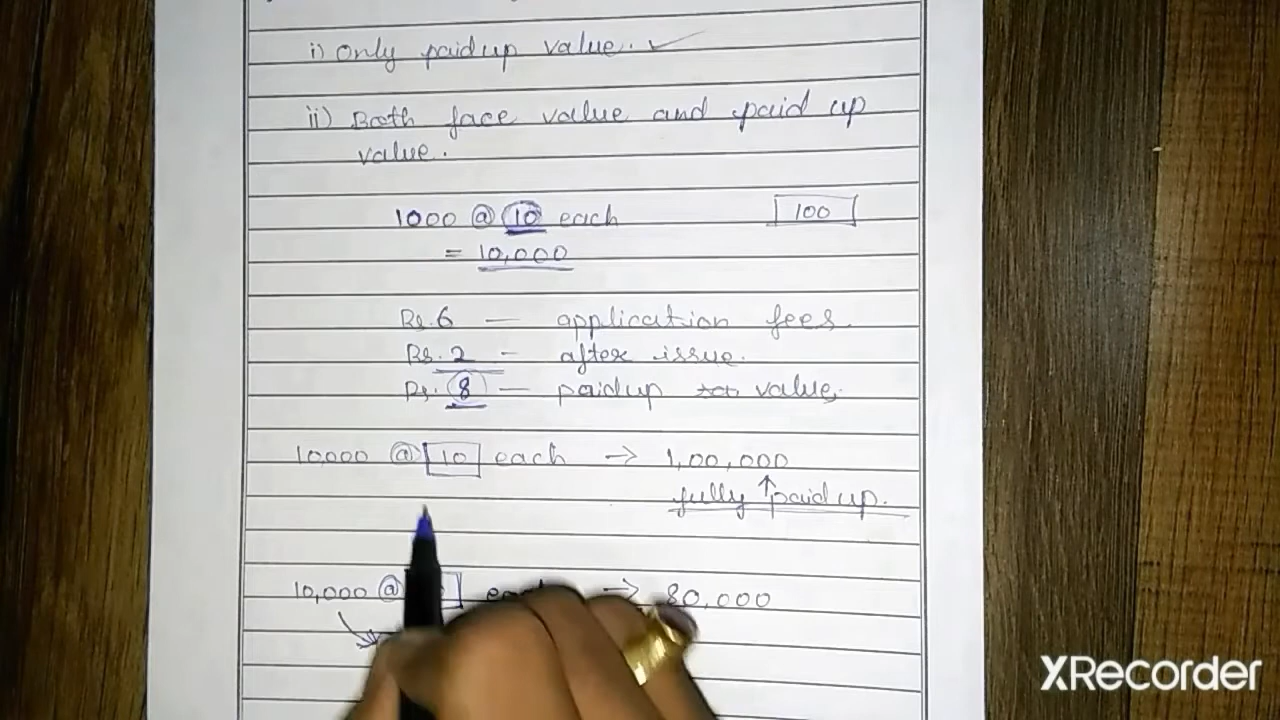 i) Only paidup value.
ii) Both face value and paid up
value.
1000 @ 10 each
100
= 10,000
Rs.6 — application fees.
Rs. 2 — after issue.
Rs. 8 — paidup value.
10,000 @ 10 each → 1,00,000
fully paid up.
10,000 @ → 80,000
XRecorder